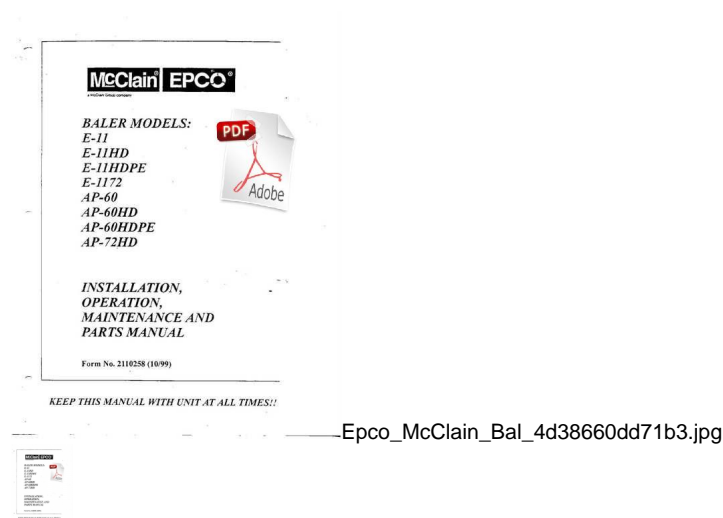 McClain EPCO®
a McClain Group company
BALER MODELS:
E-11
E-11HD
E-11HDPE
E-1172
AP-60
AP-60HD
AP-60HDPE
AP-72HD
PDF
Adobe
INSTALLATION,
OPERATION,
MAINTENANCE AND
PARTS MANUAL
Form No. 2110258 (10/99)
KEEP THIS MANUAL WITH UNIT AT ALL TIMES!!
Epco_McClain_Bal_4d38660dd71b3.jpg